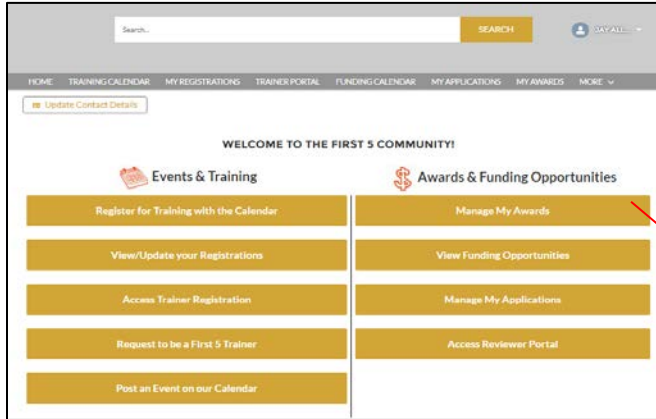 Search...
SEARCH
HOME TRAINING CALENDAR MY REGISTRATIONS TRAINER PORTAL FUNDING CALENDAR MY APPLICATIONS MY AWARDS MORE
Update Contact Details
WELCOME TO THE FIRST 5 COMMUNITY!
Events & Training
Register for Training with the Calendar
View/Update your Registrations
Access Trainer Registration
Request to be a First 5 Trainer
Post an Event on our Calendar
Awards & Funding Opportunities
Manage My Awards
View Funding Opportunities
Manage My Applications
Access Reviewer Portal